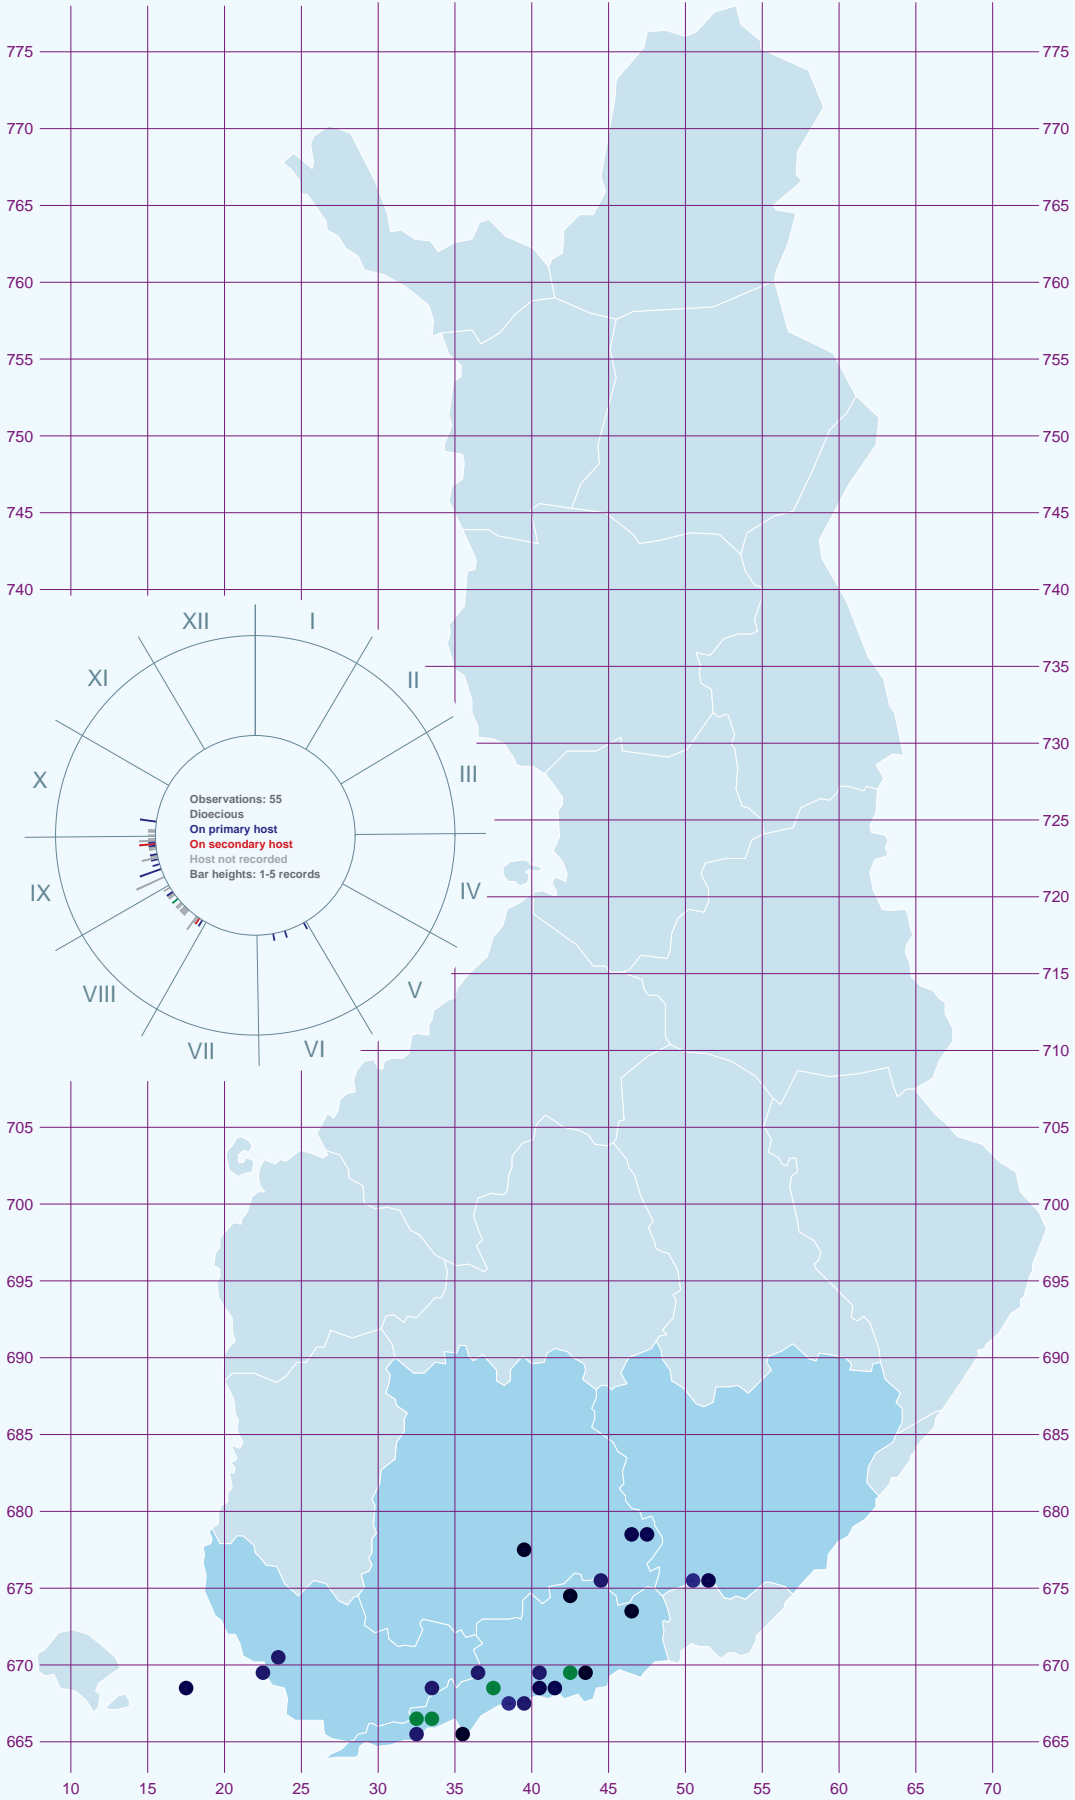 775 775
770 770
765 765
760 760
755 755
750 750
745 745
740 740
XII I
735 735
XI II
730 730
X III
725 725
Observations: 55
Dioecious
On primary host
On secondary host
Host not recorded
Bar heights: 1-5 records
IX IV
720 720
VIII V
715 715
VII VI
710 710
705 705
700 700
695 695
690 690
685 685
680 680
675 675
670 670
665 665
10 15 20 25 30 35 40 45 50 55 60 65 70